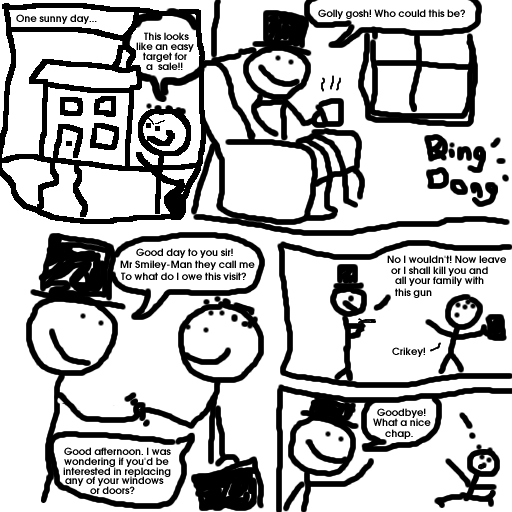 One sunny day...
This looks
like an easy
target for
a sale!!
Golly gosh! Who could this be?
Ring
Dong
Good day to you sir!
Mr Smiley-Man they call me
To what do I owe this visit?
Good afternoon. I was
wondering if you'd be
interested in replacing
any of your windows
or doors?
No I wouldn't! Now leave
or I shall kill you and
all your family with
this gun
Crikey!
Goodbye!
What a nice
chap.
!